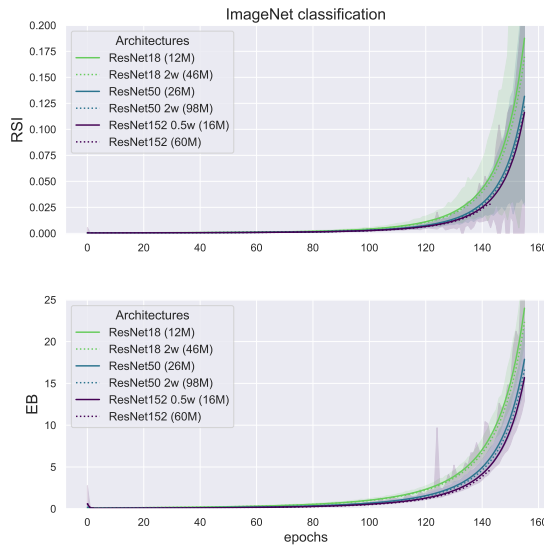 ImageNet classification
0.200
0.175
0.150
0.125
0.100
0.075
0.050
0.025
0.000
RSI
Architectures
ResNet18 (12M)
ResNet18 2w (46M)
ResNet50 (26M)
ResNet50 2w (98M)
ResNet152 0.5w (16M)
ResNet152 (60M)
0 20 40 60 80 100 120 140 160
25
20
15
10
5
0
EB
Architectures
ResNet18 (12M)
ResNet18 2w (46M)
ResNet50 (26M)
ResNet50 2w (98M)
ResNet152 0.5w (16M)
ResNet152 (60M)
0 20 40 60 80 100 120 140 160
epochs